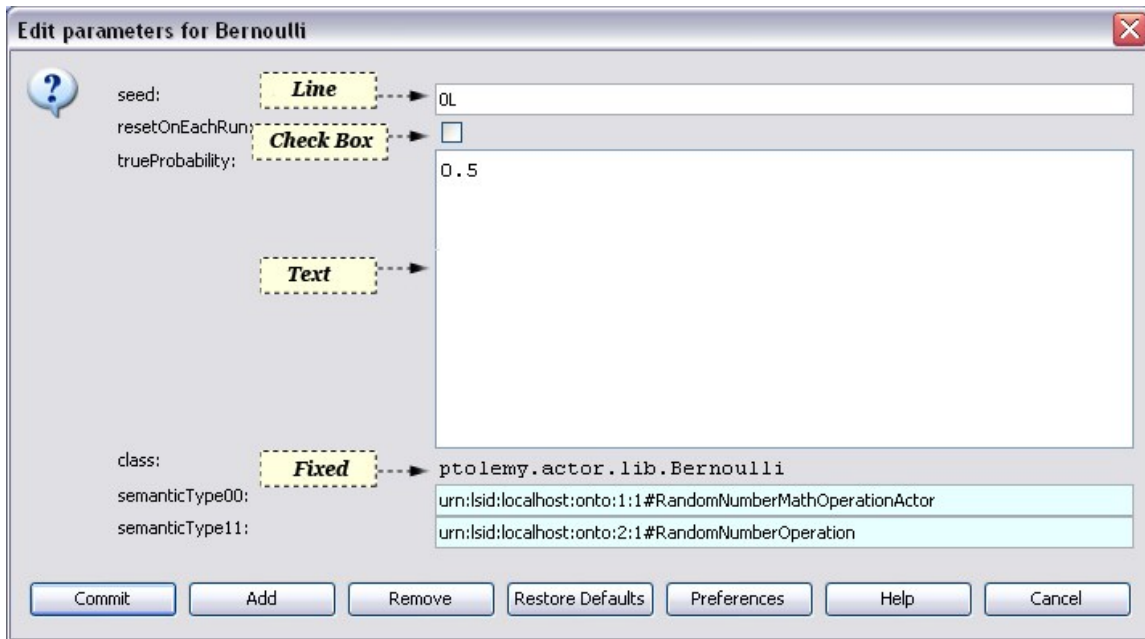 Edit parameters for Bernoulli
seed: Line 0L
resetOnEachRun: Check Box
trueProbability: 0.5
Text
class: Fixed ptolemy.actor.lib.Bernoulli
semanticType00: urn:lsid:localhost:onto:1:1#RandomNumberMathOperationActor
semanticType11: urn:lsid:localhost:onto:2:1#RandomNumberOperation
Commit Add Remove Restore Defaults Preferences Help Cancel